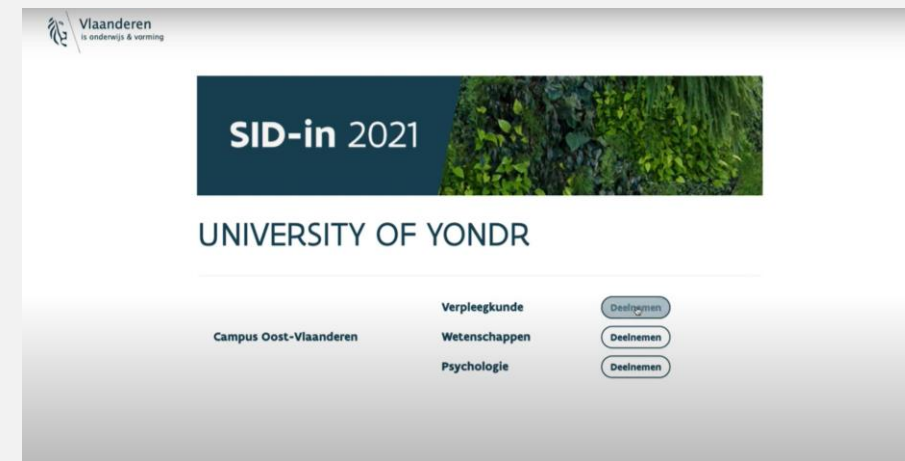 Vlaanderen
is onderwijs & vorming
SID-in 2021
UNIVERSITY OF YONDR
Verpleegkunde Deelnemen
Campus Oost-Vlaanderen Wetenschappen Deelnemen
Psychologie Deelnemen